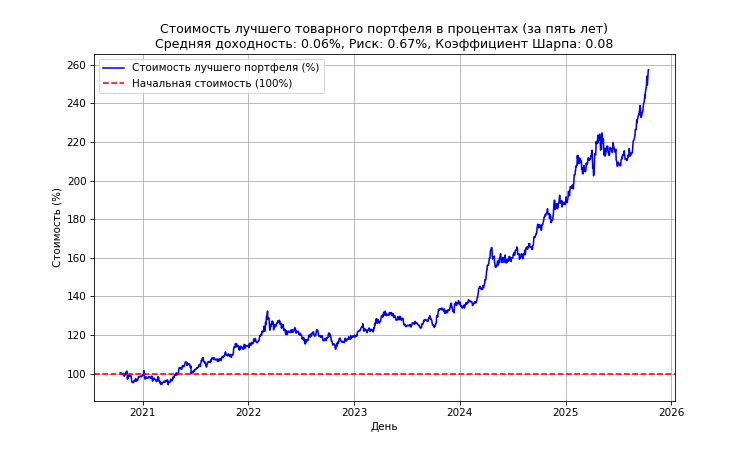 Стоимость лучшего товарного портфеля в процентах (за пять лет)
Средняя доходность: 0.06%, Риск: 0.67%, Коэффициент Шарпа: 0.08
Стоимость лучшего портфеля (%)
Начальная стоимость (100%)
Стоимость (%)
260
240
220
200
180
160
140
120
100
2021
2022
2023
2024
2025
2026
День